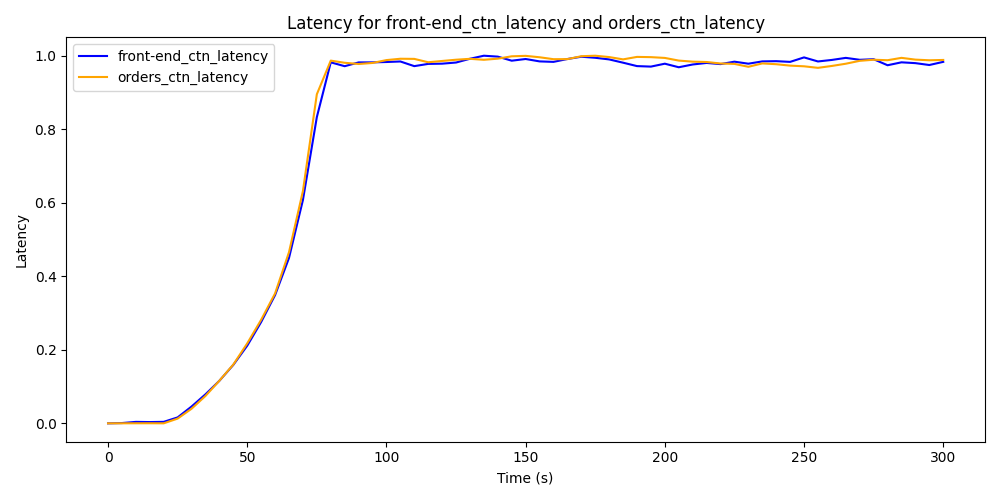 Latency for front-end_ctn_latency and orders_ctn_latency
front-end_ctn_latency
orders_ctn_latency
Latency
1.0
0.8
0.6
0.4
0.2
0.0
0 50 100 150 200 250 300
Time (s)